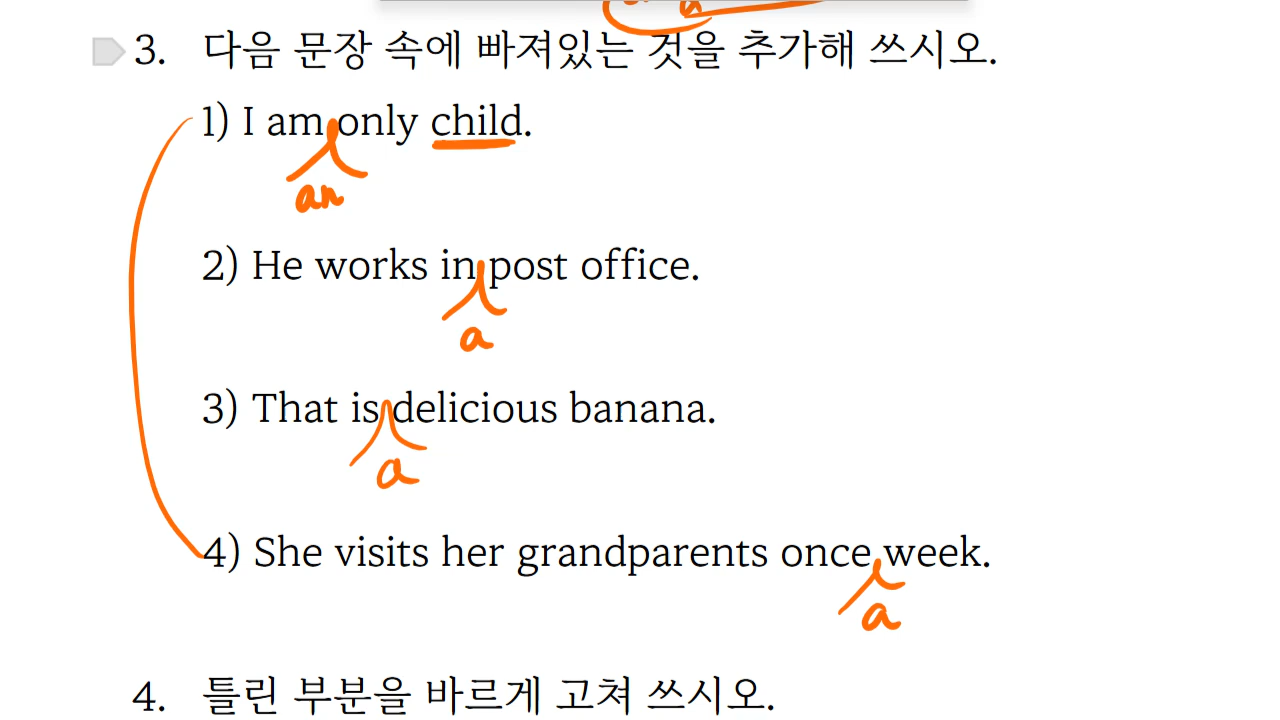 3. 다음 문장 속에 빠져있는 것을 추가해 쓰시오.
1) I am only child.
an
2) He works in post office.
a
3) That is delicious banana.
a
4) She visits her grandparents once week.
a
4. 틀린 부분을 바르게 고쳐 쓰시오.